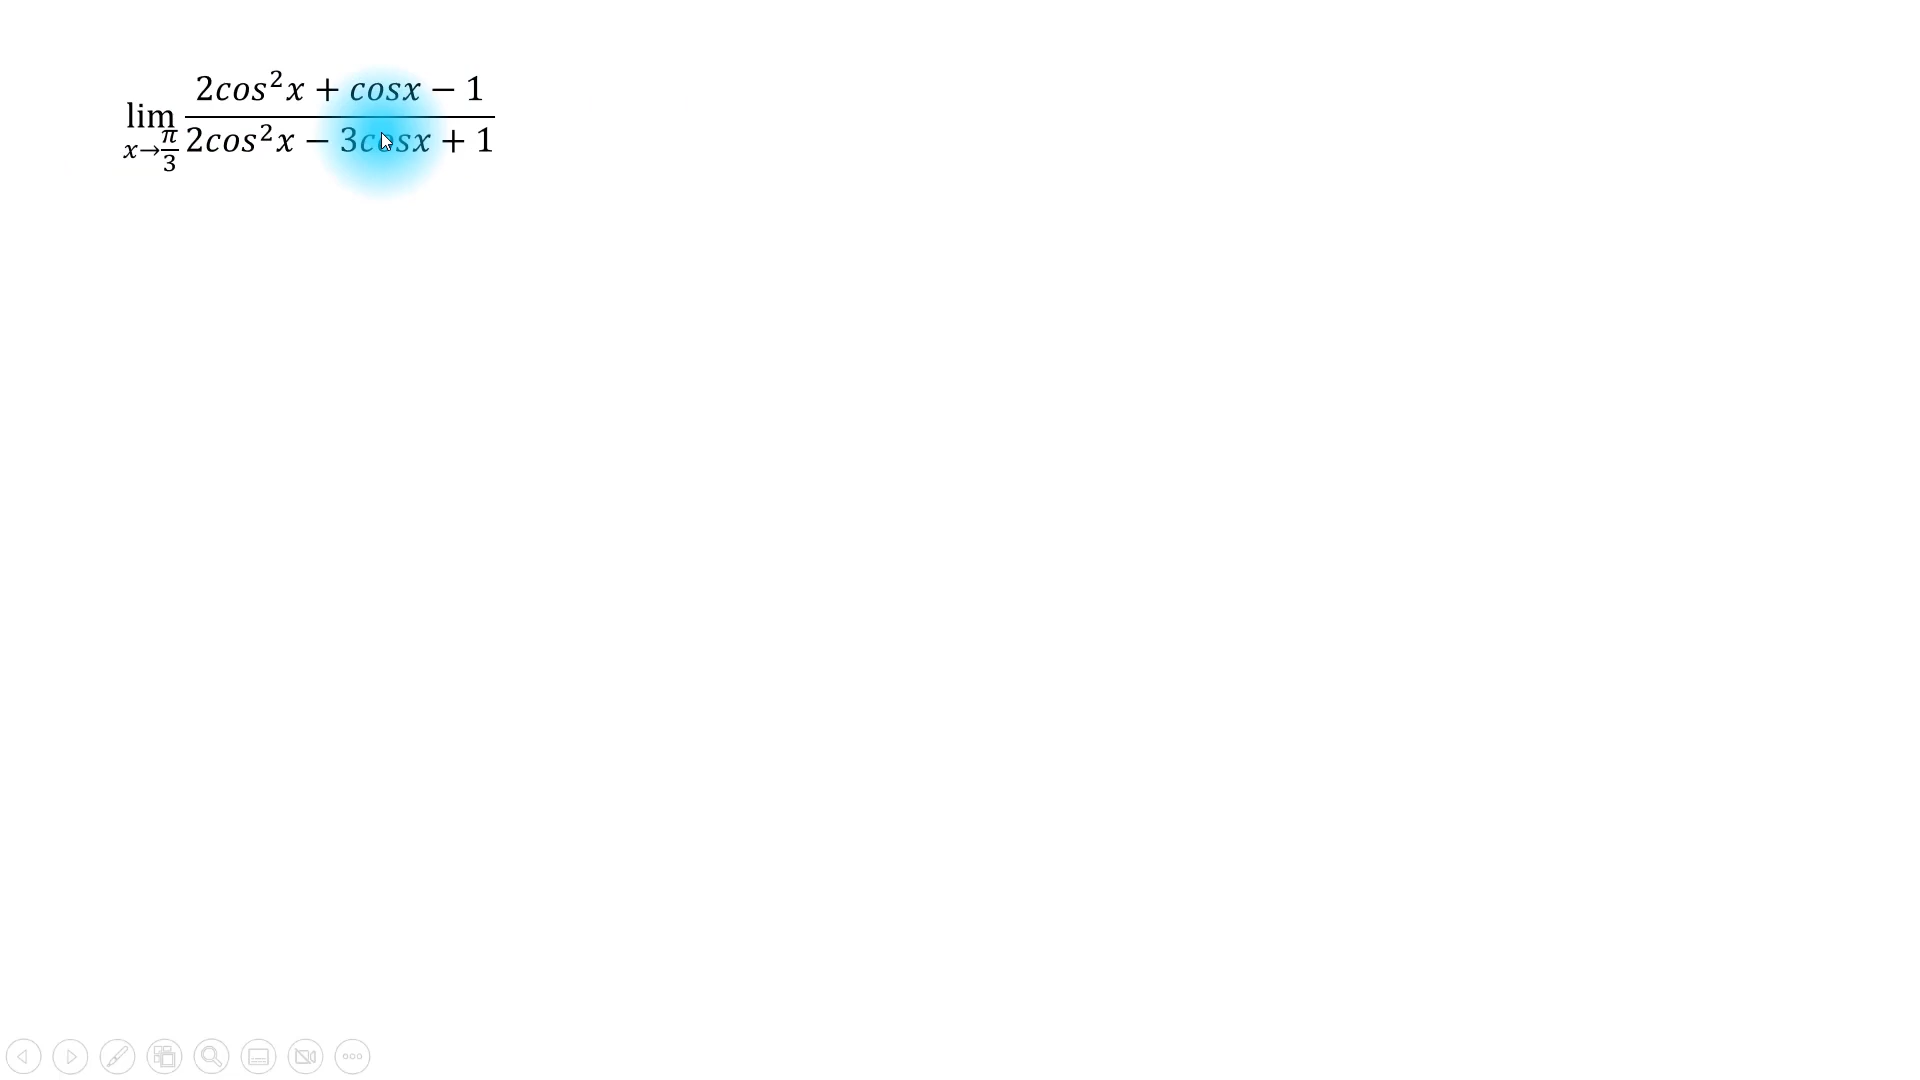 lim x→π/3 (2cos²x + cosx − 1)/(2cos²x − 3cosx + 1)